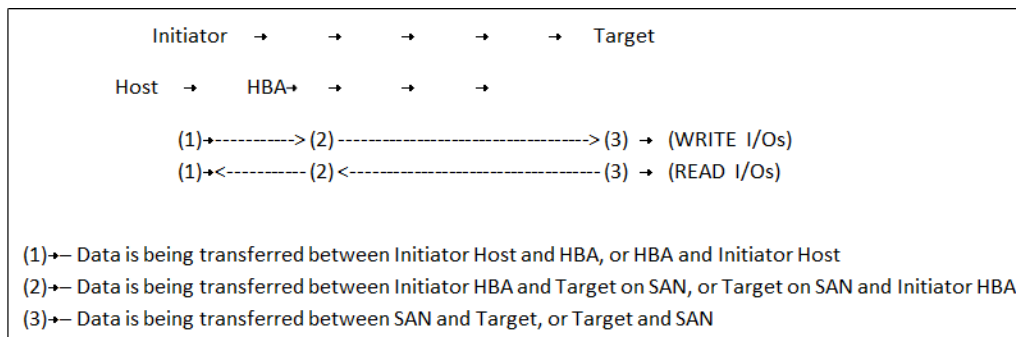 Initiator → → → → → Target
Host → HBA→ → → →
(1)→----------->(2)------------------------------------>(3) → (WRITE I/Os)
(1)→<-----------(2)<------------------------------------(3) → (READ I/Os)
(1)→– Data is being transferred between Initiator Host and HBA, or HBA and Initiator Host
(2)→– Data is being transferred between Initiator HBA and Target on SAN, or Target on SAN and Initiator HBA
(3)→– Data is being transferred between SAN and Target, or Target and SAN